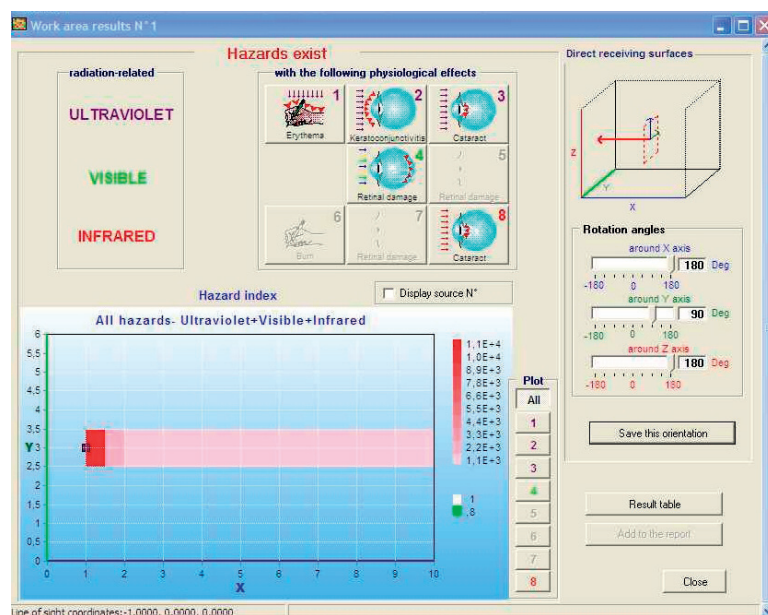 Work area results N°1
Hazards exist
radiation-related
ULTRAVIOLET
VISIBLE
INFRARED
with the following physiological effects
1
Erythema
2
Keratoconjunctivitis
3
Cataract
4
Retinal damage
5
Retinal damage
6
Burn
7
Retinal damage
8
Cataract
Hazard index
Display source N°
All hazards- Ultraviolet+Visible+Infrared
6
5,5
5
4,5
4
3,5
Y 3
2,5
2
1,5
1
0,5
0
0 1 2 3 4 5 6 7 8 9 10
X
1,1E+4
1,0E+4
8,9E+3
7,8E+3
6,6E+3
5,5E+3
4,4E+3
3,3E+3
2,2E+3
1,1E+3
1
,8
Plot
All
1
2
3
4
5
6
7
8
Direct receiving surfaces
Z
Y
X
Rotation angles
around X axis
180 Deg
-180 0 180
around Y axis
90 Deg
-180 0 180
around Z axis
180 Deg
-180 0 180
Save this orientation
Result table
Add to the report
Close
Line of sight coordinates:-1.0000, 0.0000, 0.0000